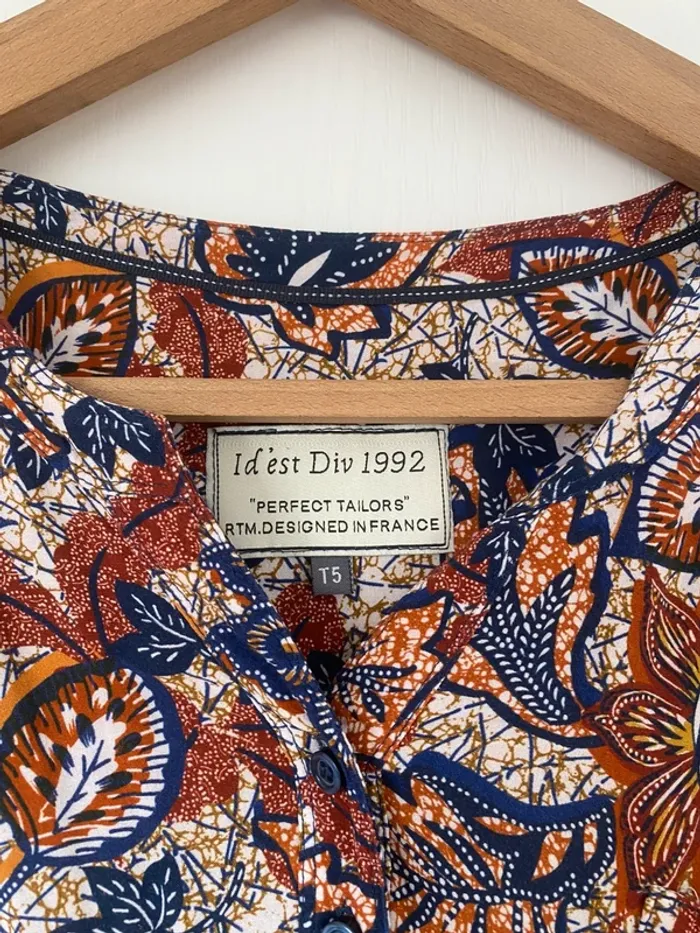 Id'est Div 1992
"PERFECT TAILORS"
RTM.DESIGNED IN FRANCE
T5